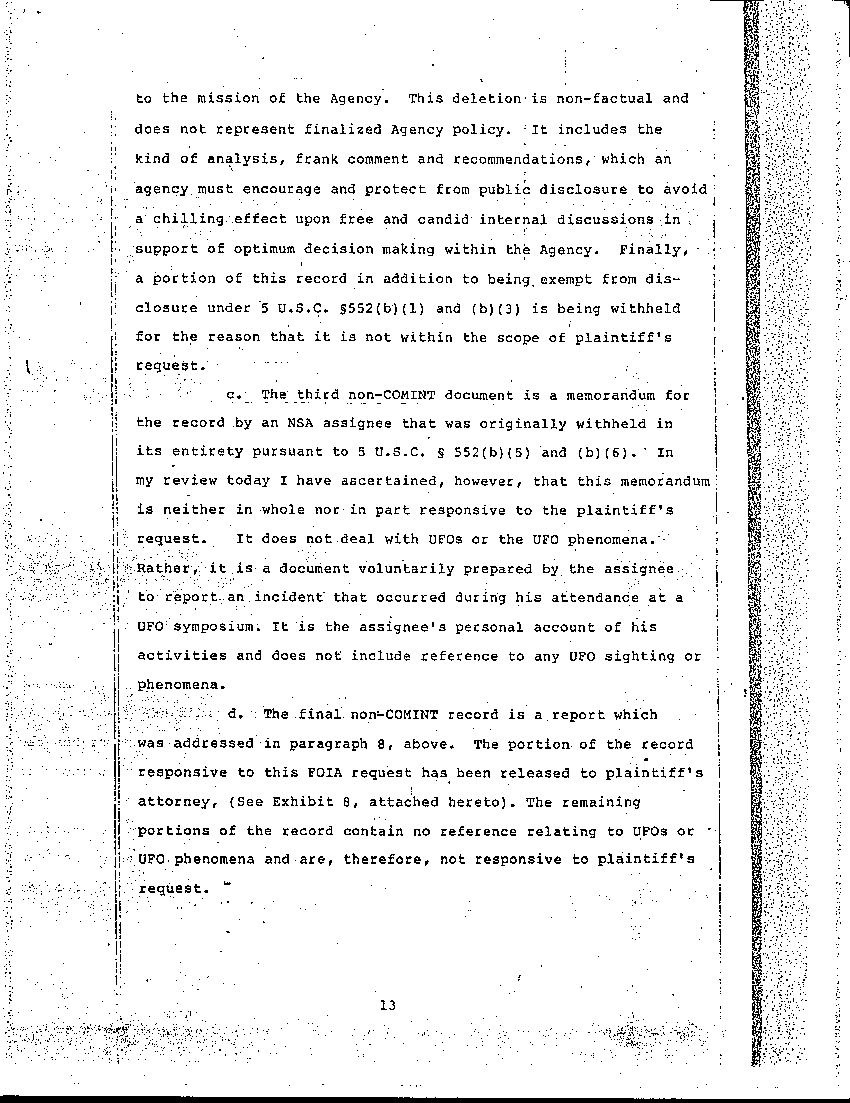 to the mission of the Agency. This deletion is non-factual and
does not represent finalized Agency policy. It includes the
kind of analysis, frank comment and recommendations, which an
agency must encourage and protect from public disclosure to avoid
a chilling effect upon free and candid internal discussions in
support of optimum decision making within the Agency. Finally,
a portion of this record in addition to being exempt from dis-
closure under 5 U.S.C. §552(b)(1) and (b)(3) is being withheld
for the reason that it is not within the scope of plaintiff's
request.
c. The third non-COMINT document is a memorandum for
the record by an NSA assignee that was originally withheld in
its entirety pursuant to 5 U.S.C. § 552(b)(5) and (b)(6). In
my review today I have ascertained, however, that this memorandum
is neither in whole nor in part responsive to the plaintiff's
request. It does not deal with UFOs or the UFO phenomena.
Rather, it is a document voluntarily prepared by the assignee
to report an incident that occurred during his attendance at a
UFO symposium. It is the assignee's personal account of his
activities and does not include reference to any UFO sighting or
phenomena.
d. The final non-COMINT record is a report which
was addressed in paragraph 8, above. The portion of the record
responsive to this FOIA request has been released to plaintiff's
attorney, (See Exhibit 8, attached hereto). The remaining
portions of the record contain no reference relating to UFOs or
UFO phenomena and are, therefore, not responsive to plaintiff's
request.
13